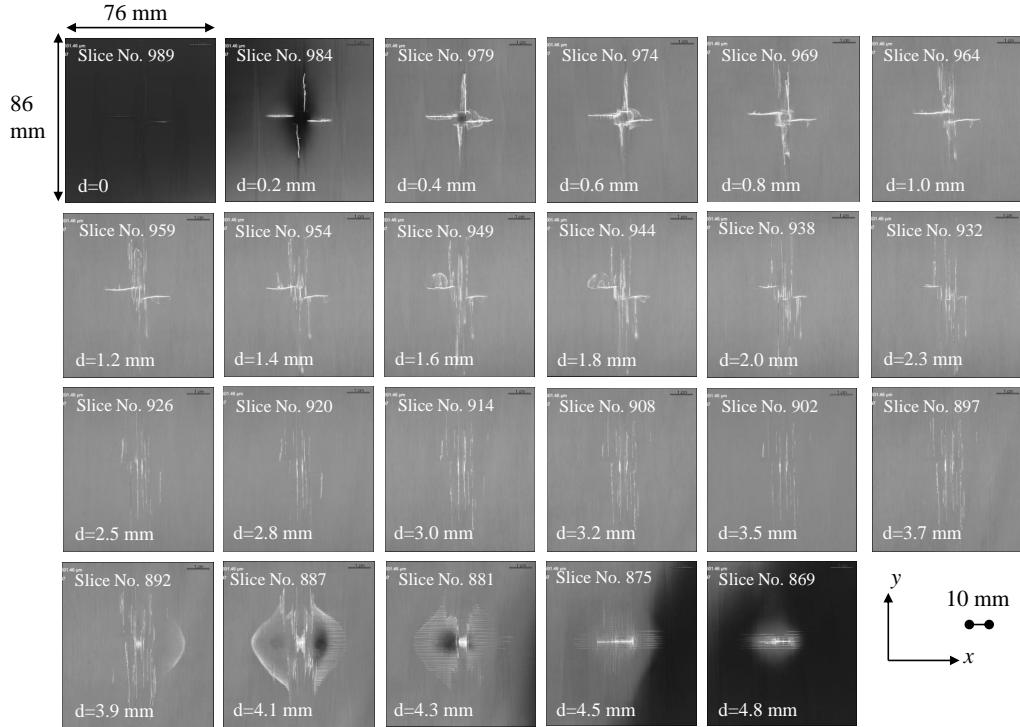 76 mm
86
mm
Slice No. 989
d=0
Slice No. 984
d=0.2 mm
Slice No. 979
d=0.4 mm
Slice No. 974
d=0.6 mm
Slice No. 969
d=0.8 mm
Slice No. 964
d=1.0 mm
Slice No. 959
d=1.2 mm
Slice No. 954
d=1.4 mm
Slice No. 949
d=1.6 mm
Slice No. 944
d=1.8 mm
Slice No. 938
d=2.0 mm
Slice No. 932
d=2.3 mm
Slice No. 926
d=2.5 mm
Slice No. 920
d=2.8 mm
Slice No. 914
d=3.0 mm
Slice No. 908
d=3.2 mm
Slice No. 902
d=3.5 mm
Slice No. 897
d=3.7 mm
Slice No. 892
d=3.9 mm
Slice No. 887
d=4.1 mm
Slice No. 881
d=4.3 mm
Slice No. 875
d=4.5 mm
Slice No. 869
d=4.8 mm
y
x
10 mm